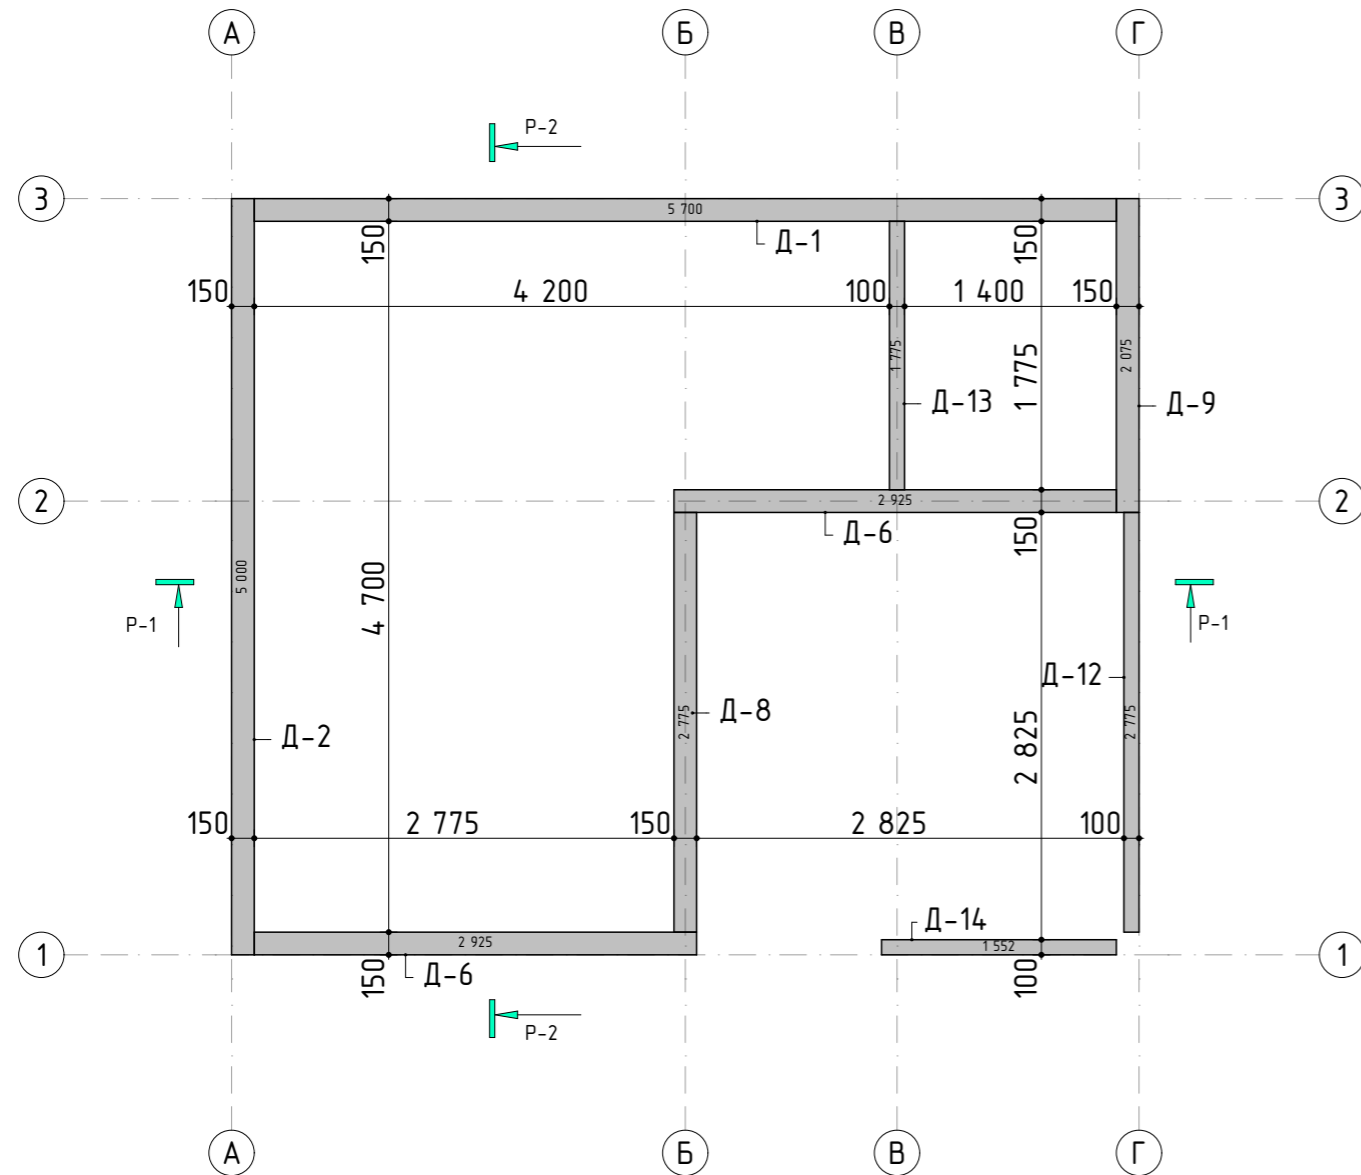 А Б В Г
Р-2
3 3
5 700
Д-1
150 150
150 4 200 100 1 400 150
1 775 1 775 2 075
Д-13 Д-9
2 2
2 925
Д-6
150
5 000
4 700
Р-1 Р-1
Д-12
2 775 Д-8 2 775
Д-2
2 825
150 2 775 150 2 825 100
Д-14
1 2 925 1 552 1
150 Д-6 100
Р-2
А Б В Г